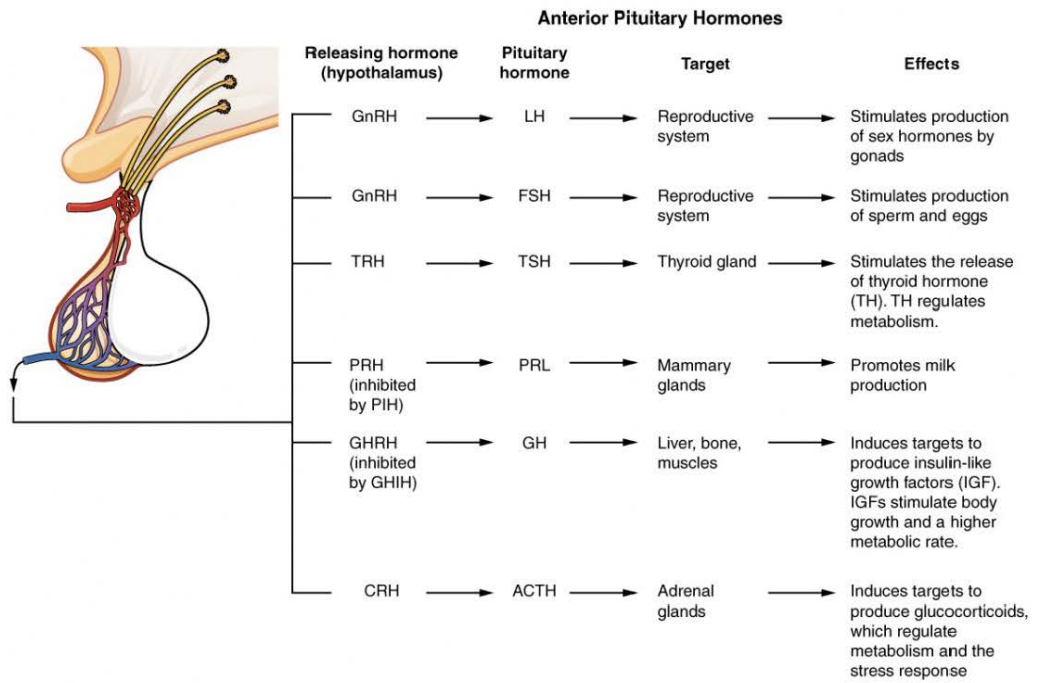 Anterior Pituitary Hormones
Releasing hormone
(hypothalamus)
Pituitary
hormone
Target
Effects
GnRH
LH
Reproductive
system
Stimulates production
of sex hormones by
gonads
GnRH
FSH
Reproductive
system
Stimulates production
of sperm and eggs
TRH
TSH
Thyroid gland
Stimulates the release
of thyroid hormone
(TH). TH regulates
metabolism.
PRH
(inhibited
by PIH)
PRL
Mammary
glands
Promotes milk
production
GHRH
(inhibited
by GHIH)
GH
Liver, bone,
muscles
Induces targets to
produce insulin-like
growth factors (IGF).
IGFs stimulate body
growth and a higher
metabolic rate.
CRH
ACTH
Adrenal
glands
Induces targets to
produce glucocorticoids,
which regulate
metabolism and the
stress response